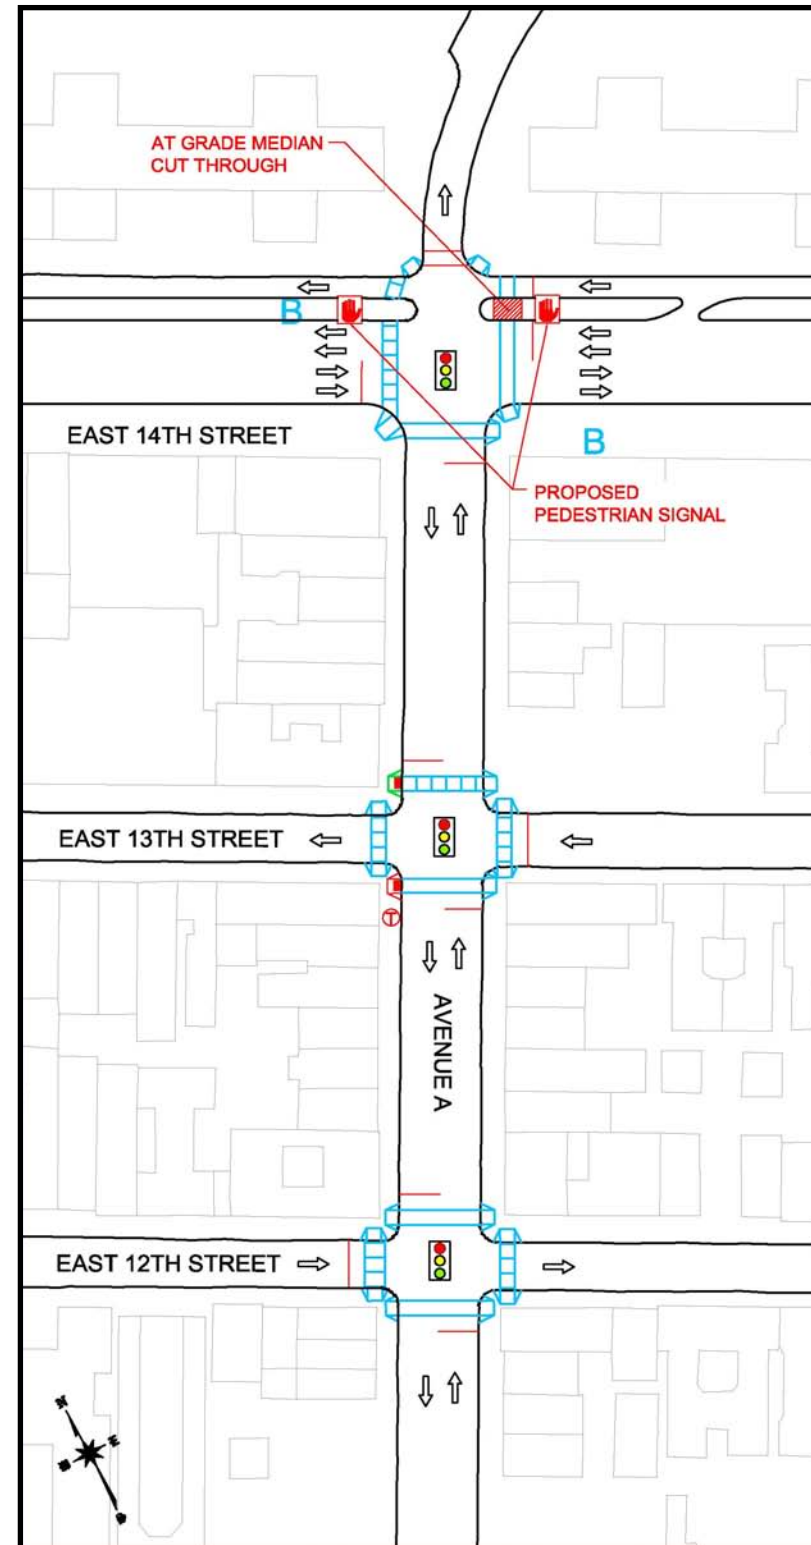 AT GRADE MEDIAN
CUT THROUGH
B
EAST 14TH STREET
B
PROPOSED
PEDESTRIAN SIGNAL
EAST 13TH STREET
T
AVENUE A
EAST 12TH STREET
N
E